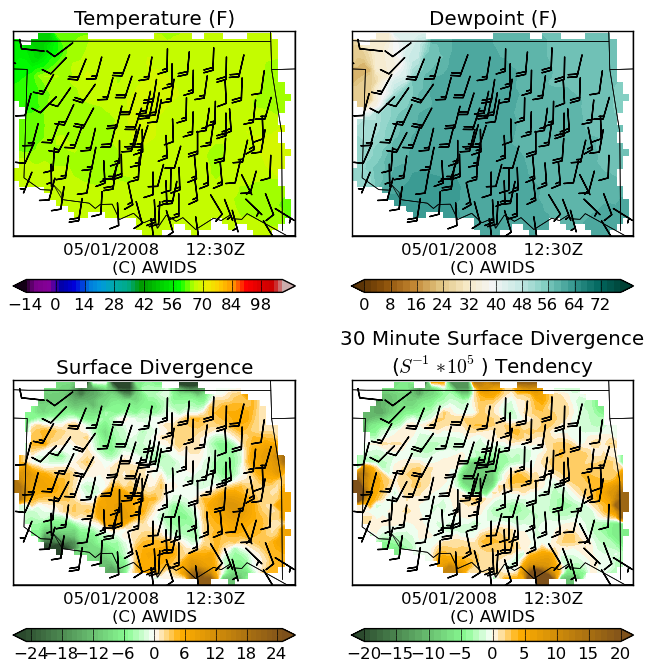 Temperature (F)
Dewpoint (F)
05/01/2008 12:30Z
(C) AWIDS
05/01/2008 12:30Z
(C) AWIDS
−14 0 14 28 42 56 70 84 98
0 8 16 24 32 40 48 56 64 72
Surface Divergence
30 Minute Surface Divergence
(S⁻¹ *10⁵ ) Tendency
05/01/2008 12:30Z
(C) AWIDS
05/01/2008 12:30Z
(C) AWIDS
−24 −18 −12 −6 0 6 12 18 24
−20 −15 −10 −5 0 5 10 15 20